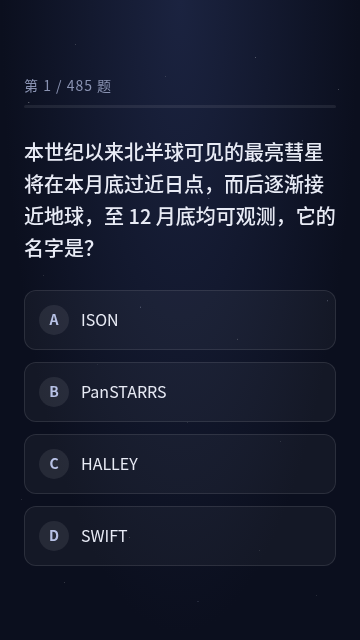 第 1 / 485 题
本世纪以来北半球可见的最亮彗星
将在本月底过近日点，而后逐渐接
近地球，至 12 月底均可观测，它的
名字是？
A ISON
B PanSTARRS
C HALLEY
D SWIFT